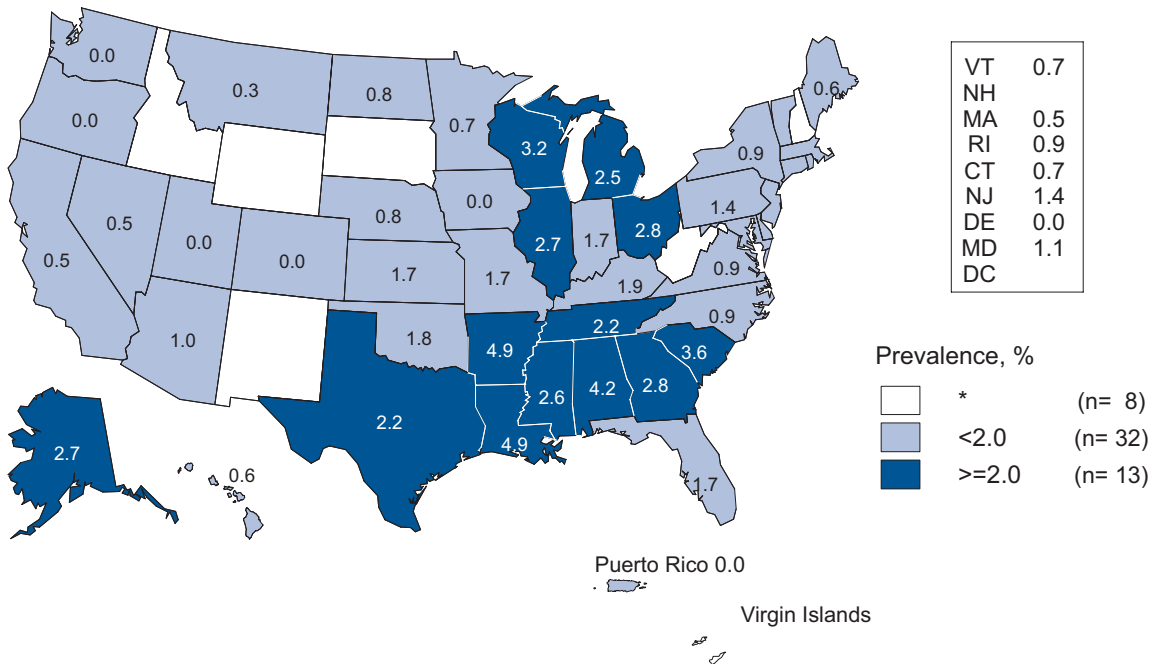 0.0
0.3
0.8
0.7
0.6
0.0
3.2
2.5
0.9
0.5
0.5
0.0
0.0
0.8
0.0
2.7
1.7
2.8
1.4
1.7
1.7
1.9
0.9
0.9
1.0
1.8
4.9
2.2
3.6
2.2
4.9
2.6
4.2
2.8
1.7
2.7
0.6
VT 0.7
NH
MA 0.5
RI 0.9
CT 0.7
NJ 1.4
DE 0.0
MD 1.1
DC
Prevalence, %
* (n= 8)
<2.0 (n= 32)
>=2.0 (n= 13)
Puerto Rico 0.0
Virgin Islands